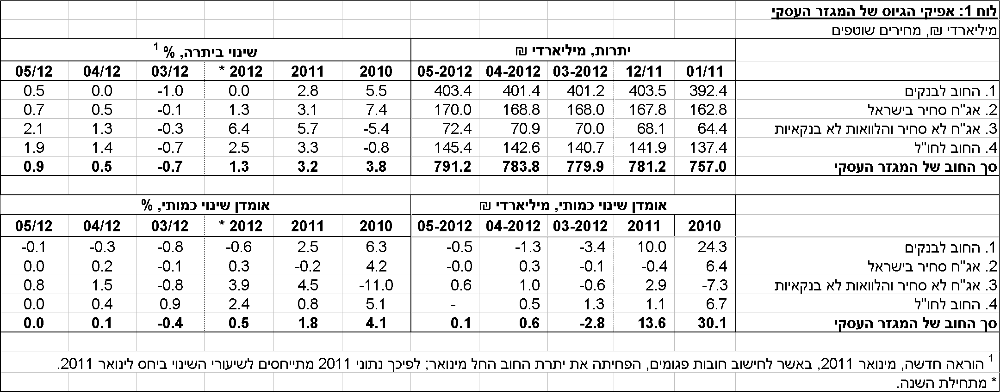 לוח 1: אפיקי הגיוס של המגזר העסקי
מיליארדי ₪, מחירים שוטפים
יתרות, מיליארדי ₪ שינוי ביתרה, % 1
01/11 12/11 03-2012 04-2012 05-2012 2010 2011 2012 * 03/12 04/12 05/12
1. החוב לבנקים 392.4 403.5 401.2 401.4 403.4 5.5 2.8 0.0 -1.0 0.0 0.5
2. אג"ח סחיר בישראל 162.8 167.8 168.0 168.8 170.0 7.4 3.1 1.3 -0.1 0.5 0.7
3. אג"ח לא סחיר והלוואות לא בנקאיות 64.4 68.1 70.0 70.9 72.4 -5.4 5.7 6.4 -0.3 1.3 2.1
4. החוב לחו"ל 137.4 141.9 140.7 142.6 145.4 -0.8 3.3 2.5 -0.7 1.4 1.9
סך החוב של המגזר העסקי 757.0 781.2 779.9 783.8 791.2 3.8 3.2 1.3 -0.7 0.5 0.9
אומדן שינוי כמותי, מיליארדי ₪ אומדן שינוי כמותי, %
2010 2011 03-2012 04-2012 05-2012 2010 2011 2012 * 03/12 04/12 05/12
1. החוב לבנקים 24.3 10.0 -3.4 -1.3 -0.5 6.3 2.5 -0.6 -0.8 -0.3 -0.1
2. אג"ח סחיר בישראל 6.4 -0.4 -0.1 0.3 -0.0 4.2 -0.2 0.3 -0.1 0.2 0.0
3. אג"ח לא סחיר והלוואות לא בנקאיות -7.3 2.9 -0.6 1.0 0.6 -11.0 4.5 3.9 -0.8 1.5 0.8
4. החוב לחו"ל 6.7 1.1 1.3 0.5 - 5.1 0.8 2.4 0.9 0.4 0.0
סך החוב של המגזר העסקי 30.1 13.6 -2.8 0.6 0.1 4.1 1.8 0.5 -0.4 0.1 0.0
1 הוראה חדשה, מינואר 2011, באשר לחישוב חובות פגומים, הפחיתה את יתרת החוב החל מינואר; לפיכך נתוני 2011 מתייחסים לשיעורי השינוי ביחס לינואר 2011.
* מתחילת השנה.